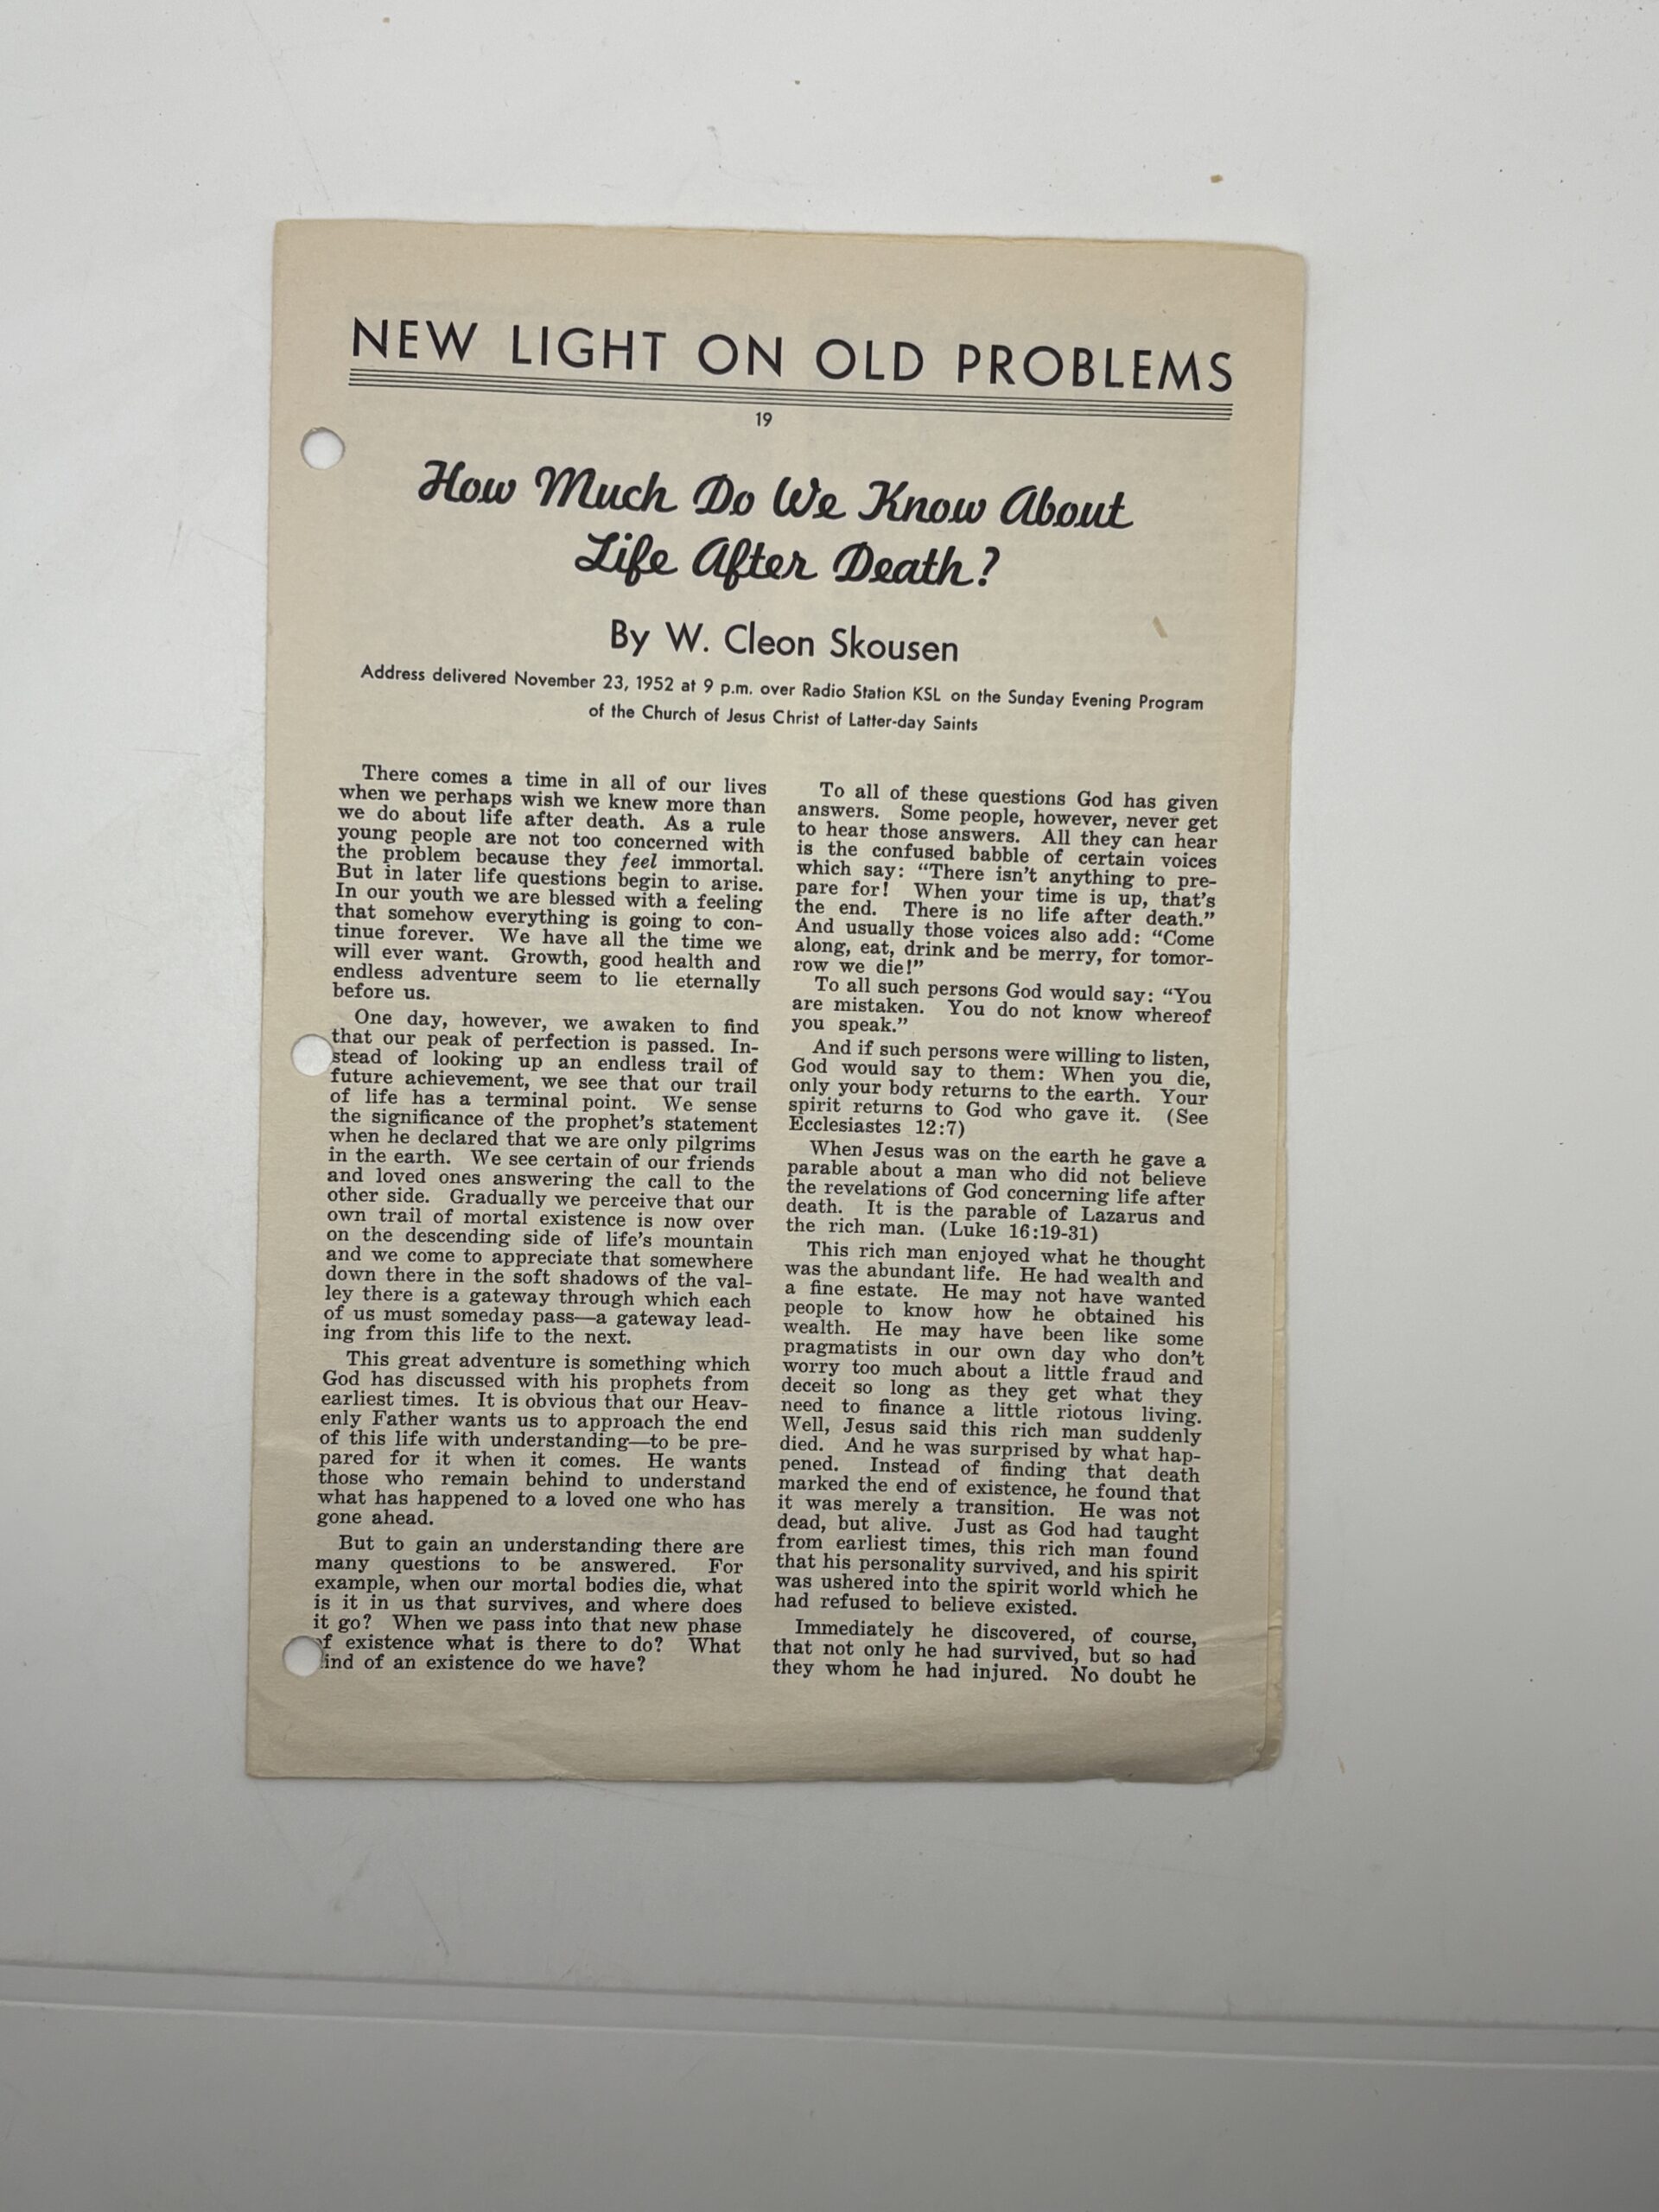 NEW LIGHT ON OLD PROBLEMS
19
How Much Do We Know About
Life After Death?
By W. Cleon Skousen
Address delivered November 23, 1952 at 9 p.m. over Radio Station KSL on the Sunday Evening Program
of the Church of Jesus Christ of Latter-day Saints
There comes a time in all of our lives
when we perhaps wish we knew more than
we do about life after death. As a rule
young people are not too concerned with
the problem because they feel immortal.
But in later life questions begin to arise.
In our youth we are blessed with a feeling
that somehow everything is going to con-
tinue forever. We have all the time we
will ever want. Growth, good health and
endless adventure seem to lie eternally
before us.
One day, however, we awaken to find
that our peak of perfection is passed. In-
stead of looking up an endless trail of
future achievement, we see that our trail
of life has a terminal point. We sense
the significance of the prophet's statement
when he declared that we are only pilgrims
in the earth. We see certain of our friends
and loved ones answering the call to the
other side. Gradually we perceive that our
own trail of mortal existence is now over
on the descending side of life's mountain
and we come to appreciate that somewhere
down there in the soft shadows of the val-
ley there is a gateway through which each
of us must someday pass—a gateway lead-
ing from this life to the next.
This great adventure is something which
God has discussed with his prophets from
earliest times. It is obvious that our Heav-
enly Father wants us to approach the end
of this life with understanding—to be pre-
pared for it when it comes. He wants
those who remain behind to understand
what has happened to a loved one who has
gone ahead.
But to gain an understanding there are
many questions to be answered. For
example, when our mortal bodies die, what
is it in us that survives, and where does
it go? When we pass into that new phase
of existence what is there to do? What
ind of an existence do we have?
To all of these questions God has given
answers. Some people, however, never get
to hear those answers. All they can hear
is the confused babble of certain voices
which say: "There isn't anything to pre-
pare for! When your time is up, that's
the end. There is no life after death."
And usually those voices also add: "Come
along, eat, drink and be merry, for tomor-
row we die!"
To all such persons God would say: "You
are mistaken. You do not know whereof
you speak."
And if such persons were willing to listen,
God would say to them: When you die,
only your body returns to the earth. Your
spirit returns to God who gave it. (See
Ecclesiastes 12:7)
When Jesus was on the earth he gave a
parable about a man who did not believe
the revelations of God concerning life after
death. It is the parable of Lazarus and
the rich man. (Luke 16:19-31)
This rich man enjoyed what he thought
was the abundant life. He had wealth and
a fine estate. He may not have wanted
people to know how he obtained his
wealth. He may have been like some
pragmatists in our own day who don't
worry too much about a little fraud and
deceit so long as they get what they
need to finance a little riotous living.
Well, Jesus said this rich man suddenly
died. And he was surprised by what hap-
pened. Instead of finding that death
marked the end of existence, he found that
it was merely a transition. He was not
dead, but alive. Just as God had taught
from earliest times, this rich man found
that his personality survived, and his spirit
was ushered into the spirit world which he
had refused to believe existed.
Immediately he discovered, of course,
that not only he had survived, but so had
they whom he had injured. No doubt he